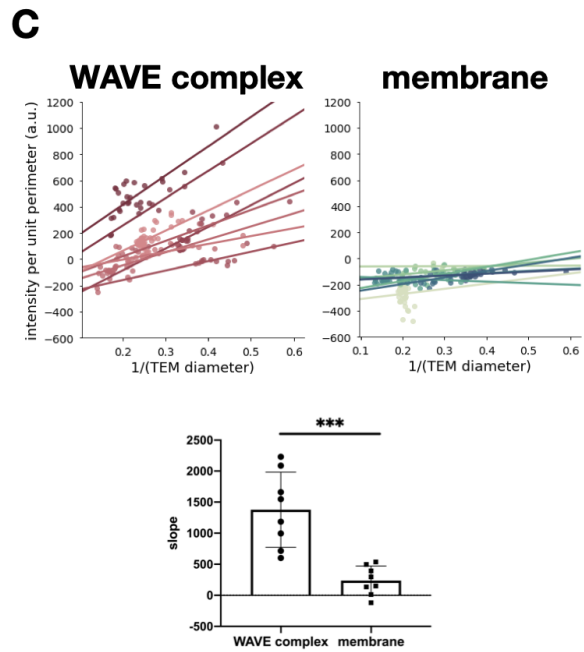 C
WAVE complex
membrane
intensity per unit perimeter (a.u.)
1200
1000
800
600
400
200
0
−200
−400
−600
0.2 0.3 0.4 0.5 0.6
1/(TEM diameter)
1200
1000
800
600
400
200
0
−200
−400
−600
0.1 0.2 0.3 0.4 0.5 0.6
1/(TEM diameter)
***
slope
2500
2000
1500
1000
500
0
-500
WAVE complex membrane